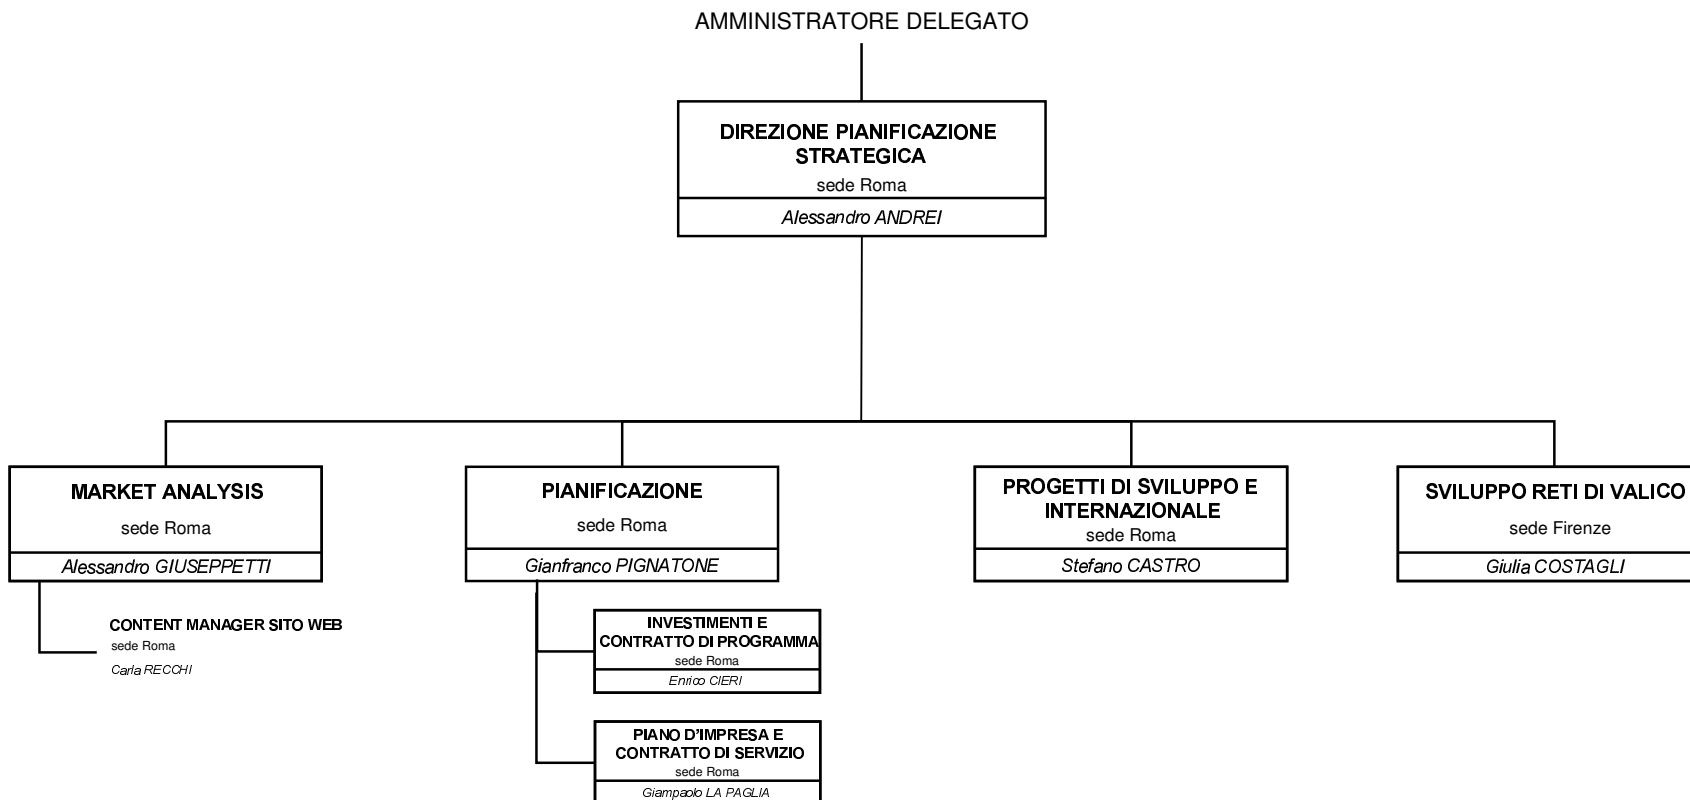 AMMINISTRATORE DELEGATO
DIREZIONE PIANIFICAZIONE
STRATEGICA
sede Roma
Alessandro ANDREI
MARKET ANALYSIS
sede Roma
Alessandro GIUSEPPETTI
CONTENT MANAGER SITO WEB
sede Roma
Carla RECCHI
PIANIFICAZIONE
sede Roma
Gianfranco PIGNATONE
INVESTIMENTI E
CONTRATTO DI PROGRAMMA
sede Roma
Enrico CIERI
PIANO D'IMPRESA E
CONTRATTO DI SERVIZIO
sede Roma
Giampaolo LA PAGLIA
PROGETTI DI SVILUPPO E
INTERNAZIONALE
sede Roma
Stefano CASTRO
SVILUPPO RETI DI VALICO
sede Firenze
Giulia COSTAGLI